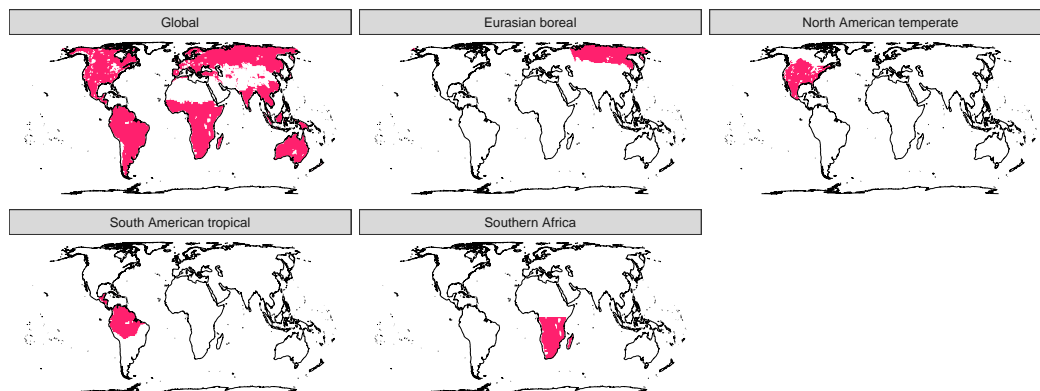 Global
Eurasian boreal
North American temperate
South American tropical
Southern Africa